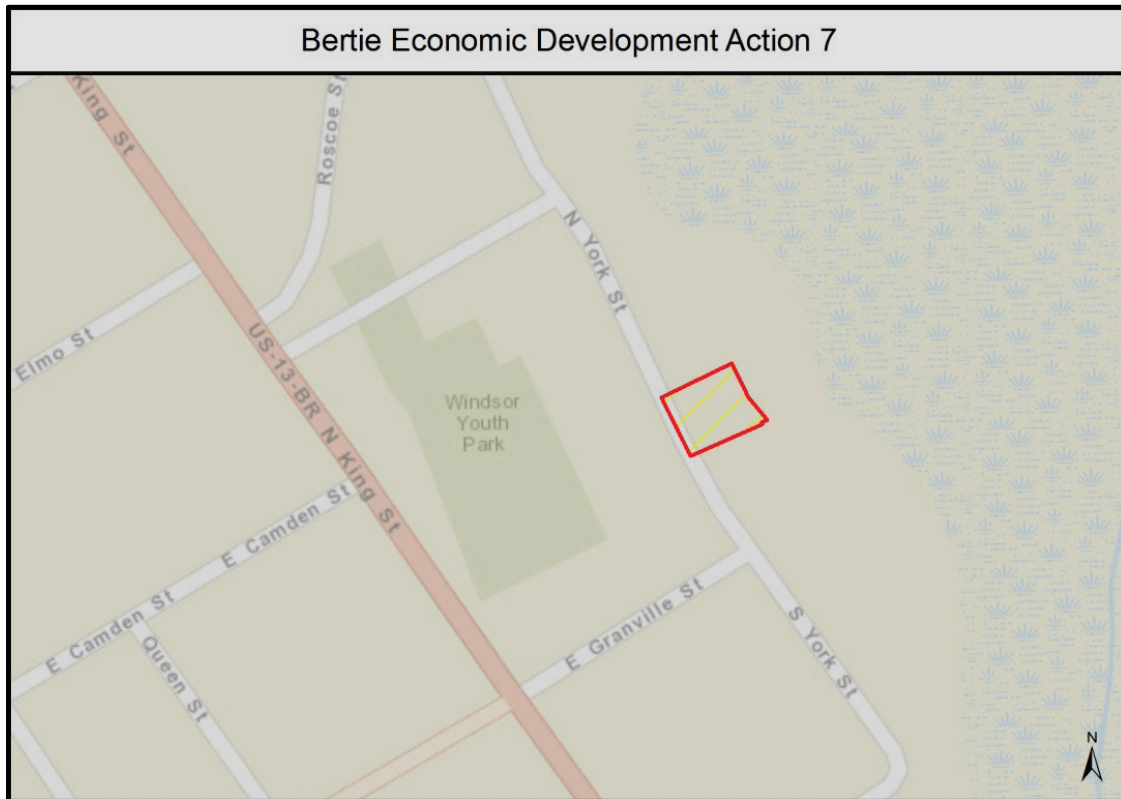 Bertie Economic Development Action 7
King St
Roscoe St
N York St
Elmo St
US-13-BR N King St
Windsor
Youth
Park
E Camden St
E Camden St
Queen St
E Granville St
S York St
N